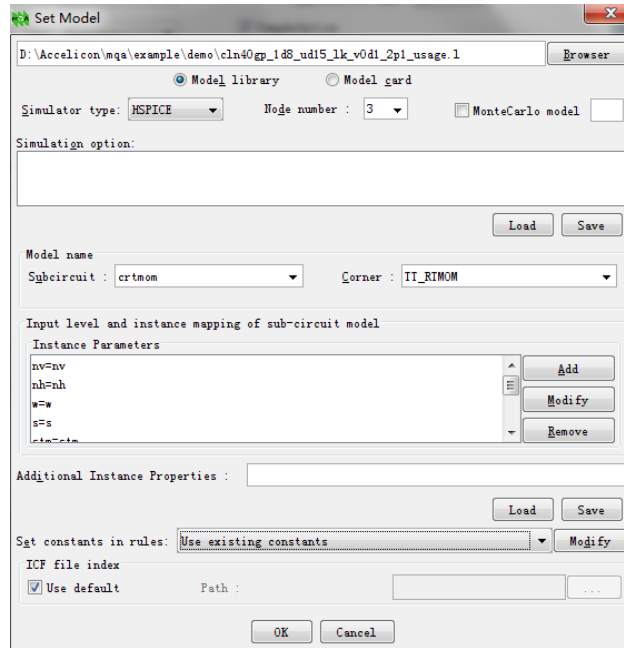 Set Model
D:\Accelicon\mqa\example\demo\cln40gp_1d8_ud15_lk_v0d1_2p1_usage.l Browser
Model library Model card
Simulator type: HSPICE Node number : 3 MonteCarlo model
Simulation option:
Load Save
Model name
Subcircuit : crtmom Corner : TT_RTMOM
Input level and instance mapping of sub-circuit model
Instance Parameters
nv=nv Add
nh=nh
w=w Modify
s=s
stm=stm Remove
Additional Instance Properties :
Load Save
Set constants in rules: Use existing constants Modify
ICF file index
Use default Path : ...
OK Cancel